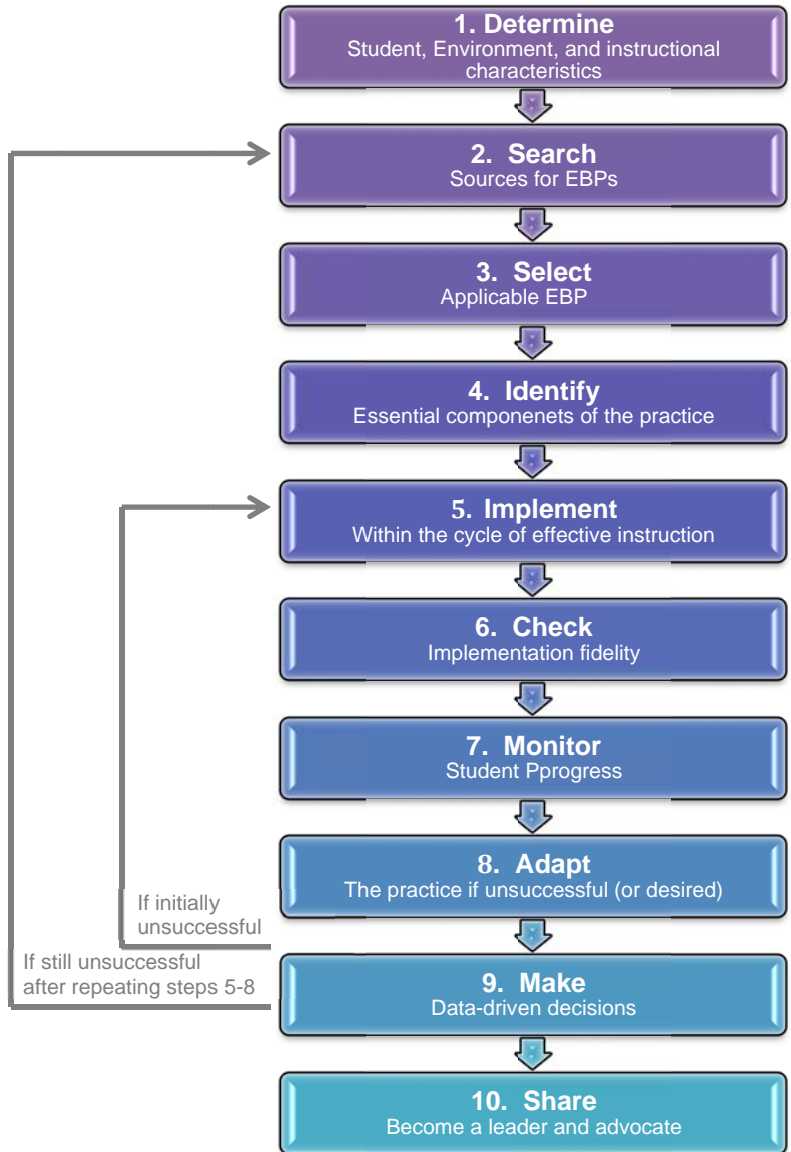 1. Determine
Student, Environment, and instructional
characteristics
2. Search
Sources for EBPs
3. Select
Applicable EBP
4. Identify
Essential componenets of the practice
5. Implement
Within the cycle of effective instruction
6. Check
Implementation fidelity
7. Monitor
Student Pprogress
8. Adapt
The practice if unsuccessful (or desired)
If initially
unsuccessful
If still unsuccessful
after repeating steps 5-8
9. Make
Data-driven decisions
10. Share
Become a leader and advocate